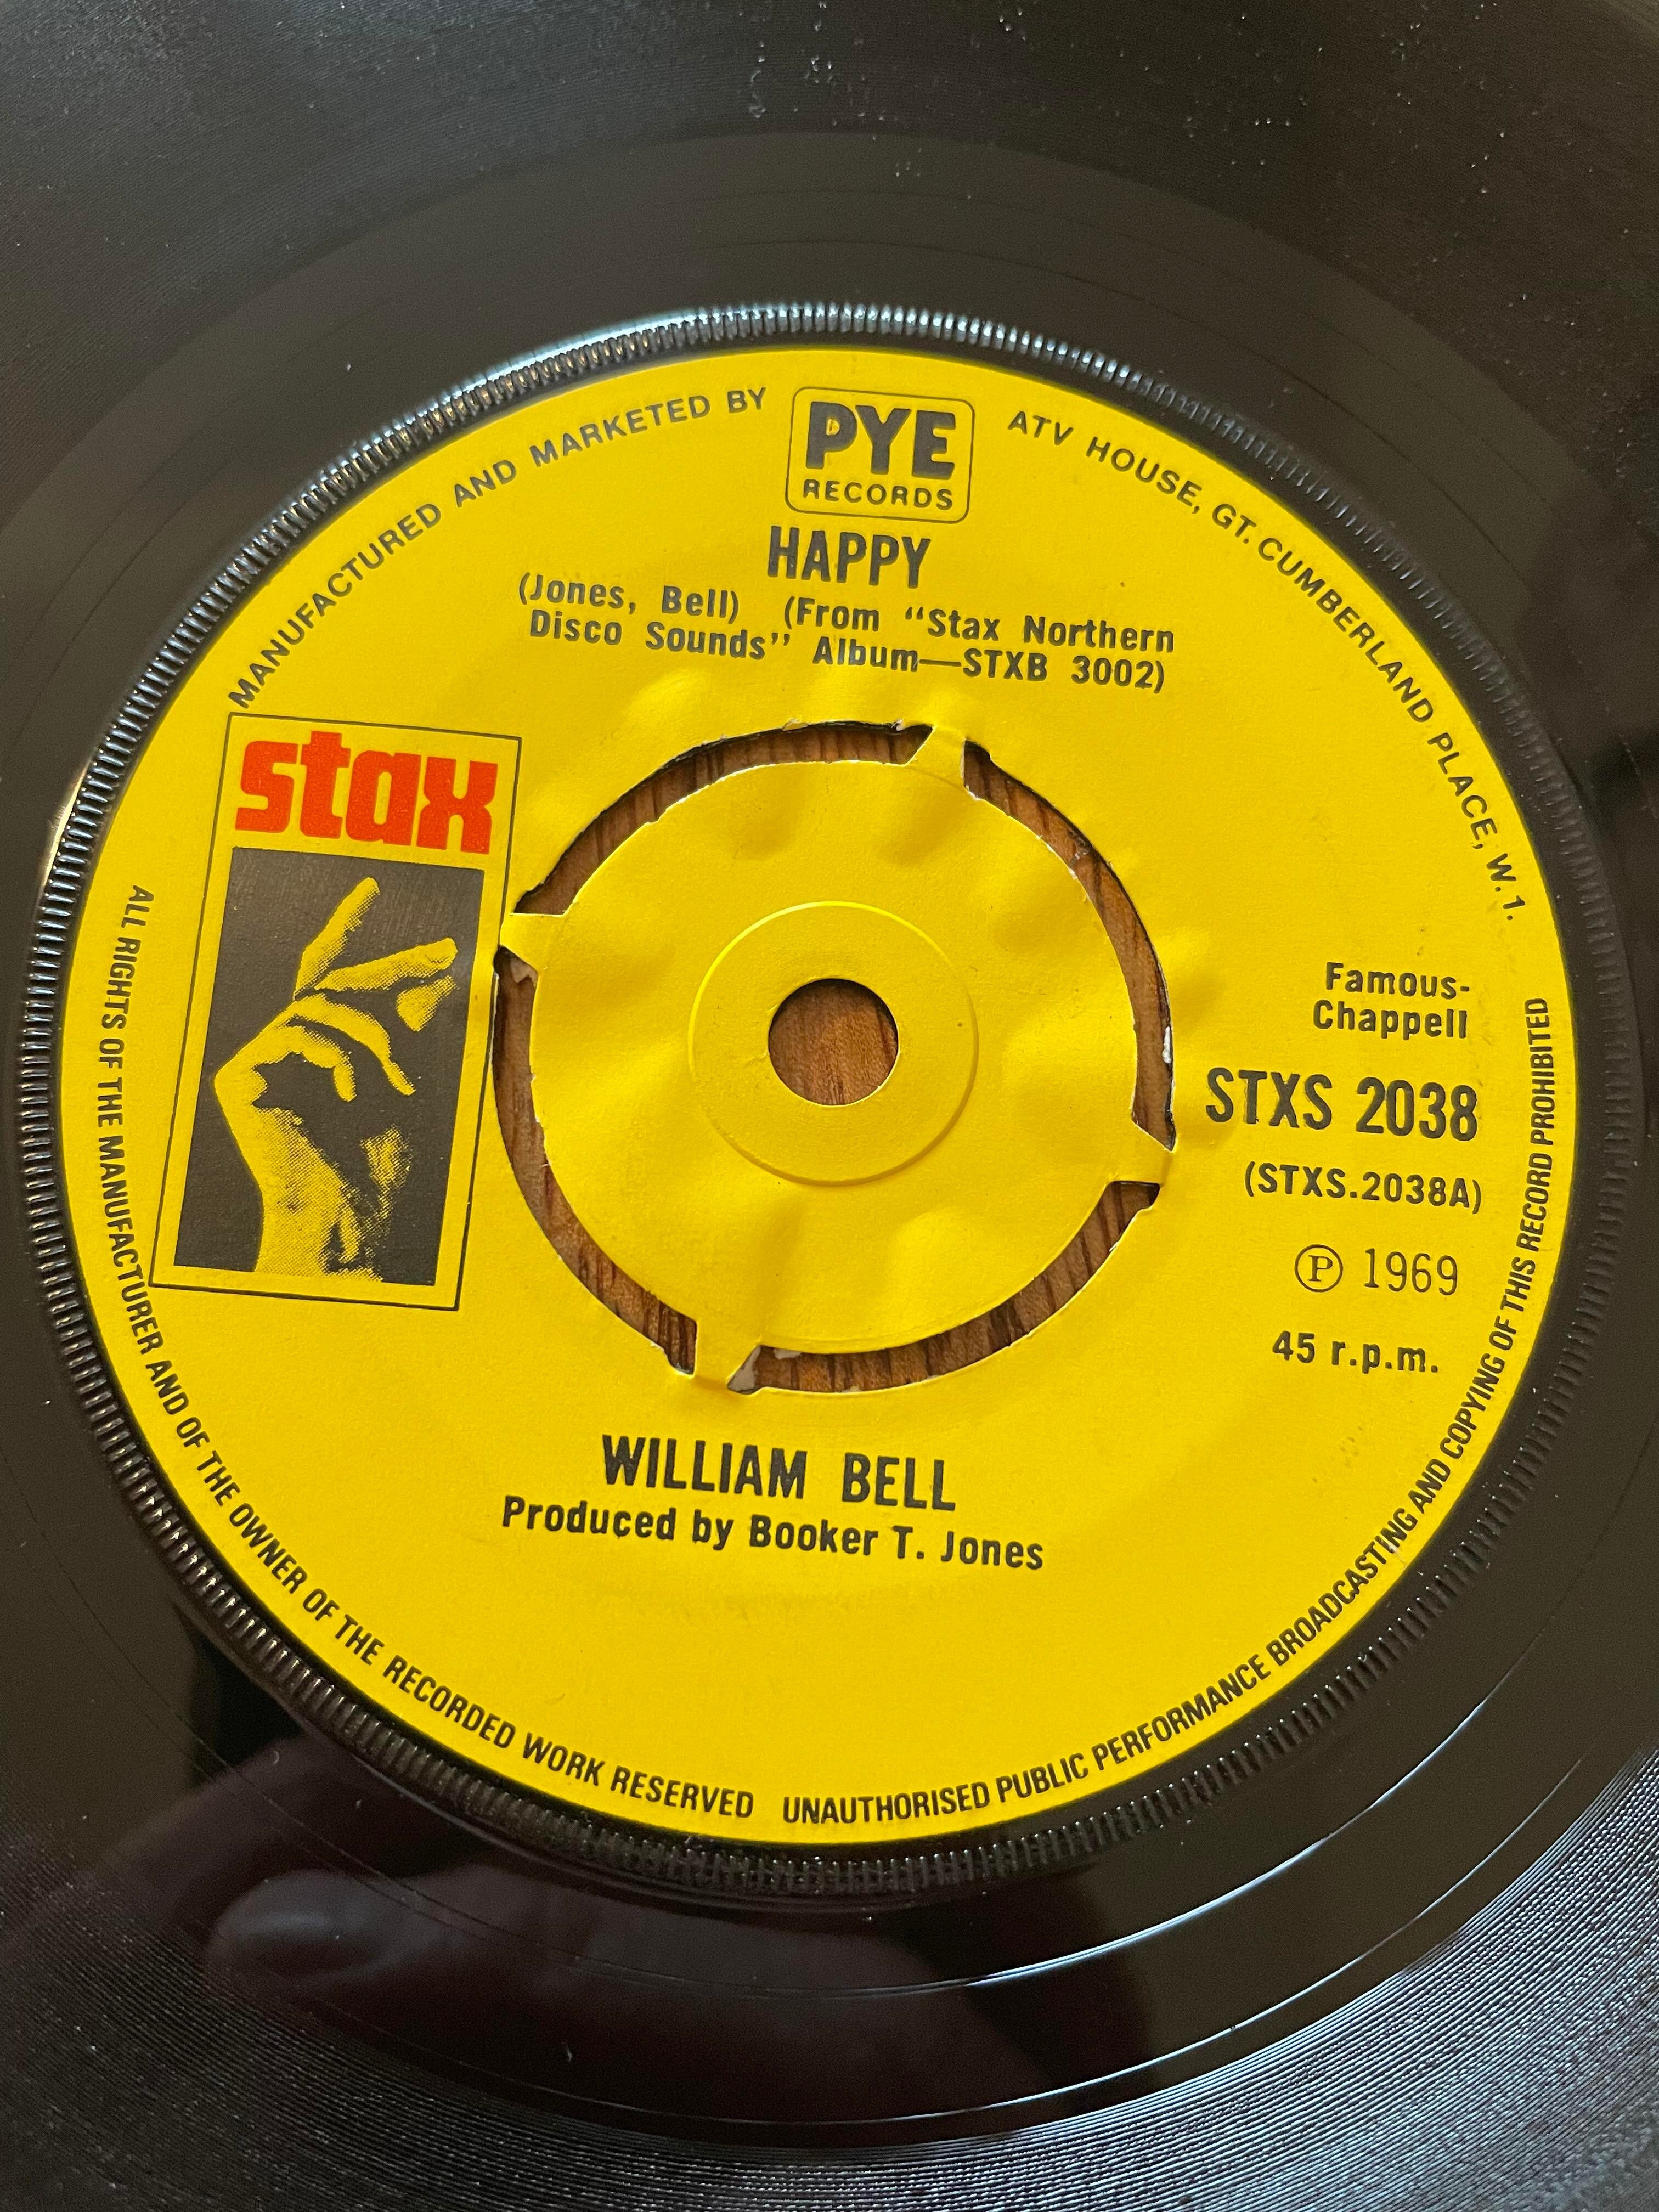 MANUFACTURED AND MARKETED BY
PYE
RECORDS
ATV HOUSE, GT. CUMBERLAND PLACE, W.1.
HAPPY
(Jones, Bell) (From “Stax Northern
Disco Sounds” Album—STXB 3002)
stax
Famous-
Chappell
STXS 2038
(STXS.2038A)
Ⓟ 1969
45 r.p.m.
WILLIAM BELL
Produced by Booker T. Jones
ALL RIGHTS OF THE MANUFACTURER AND OF THE OWNER OF THE RECORDED WORK RESERVED
UNAUTHORISED PUBLIC PERFORMANCE BROADCASTING AND COPYING OF THIS RECORD PROHIBITED